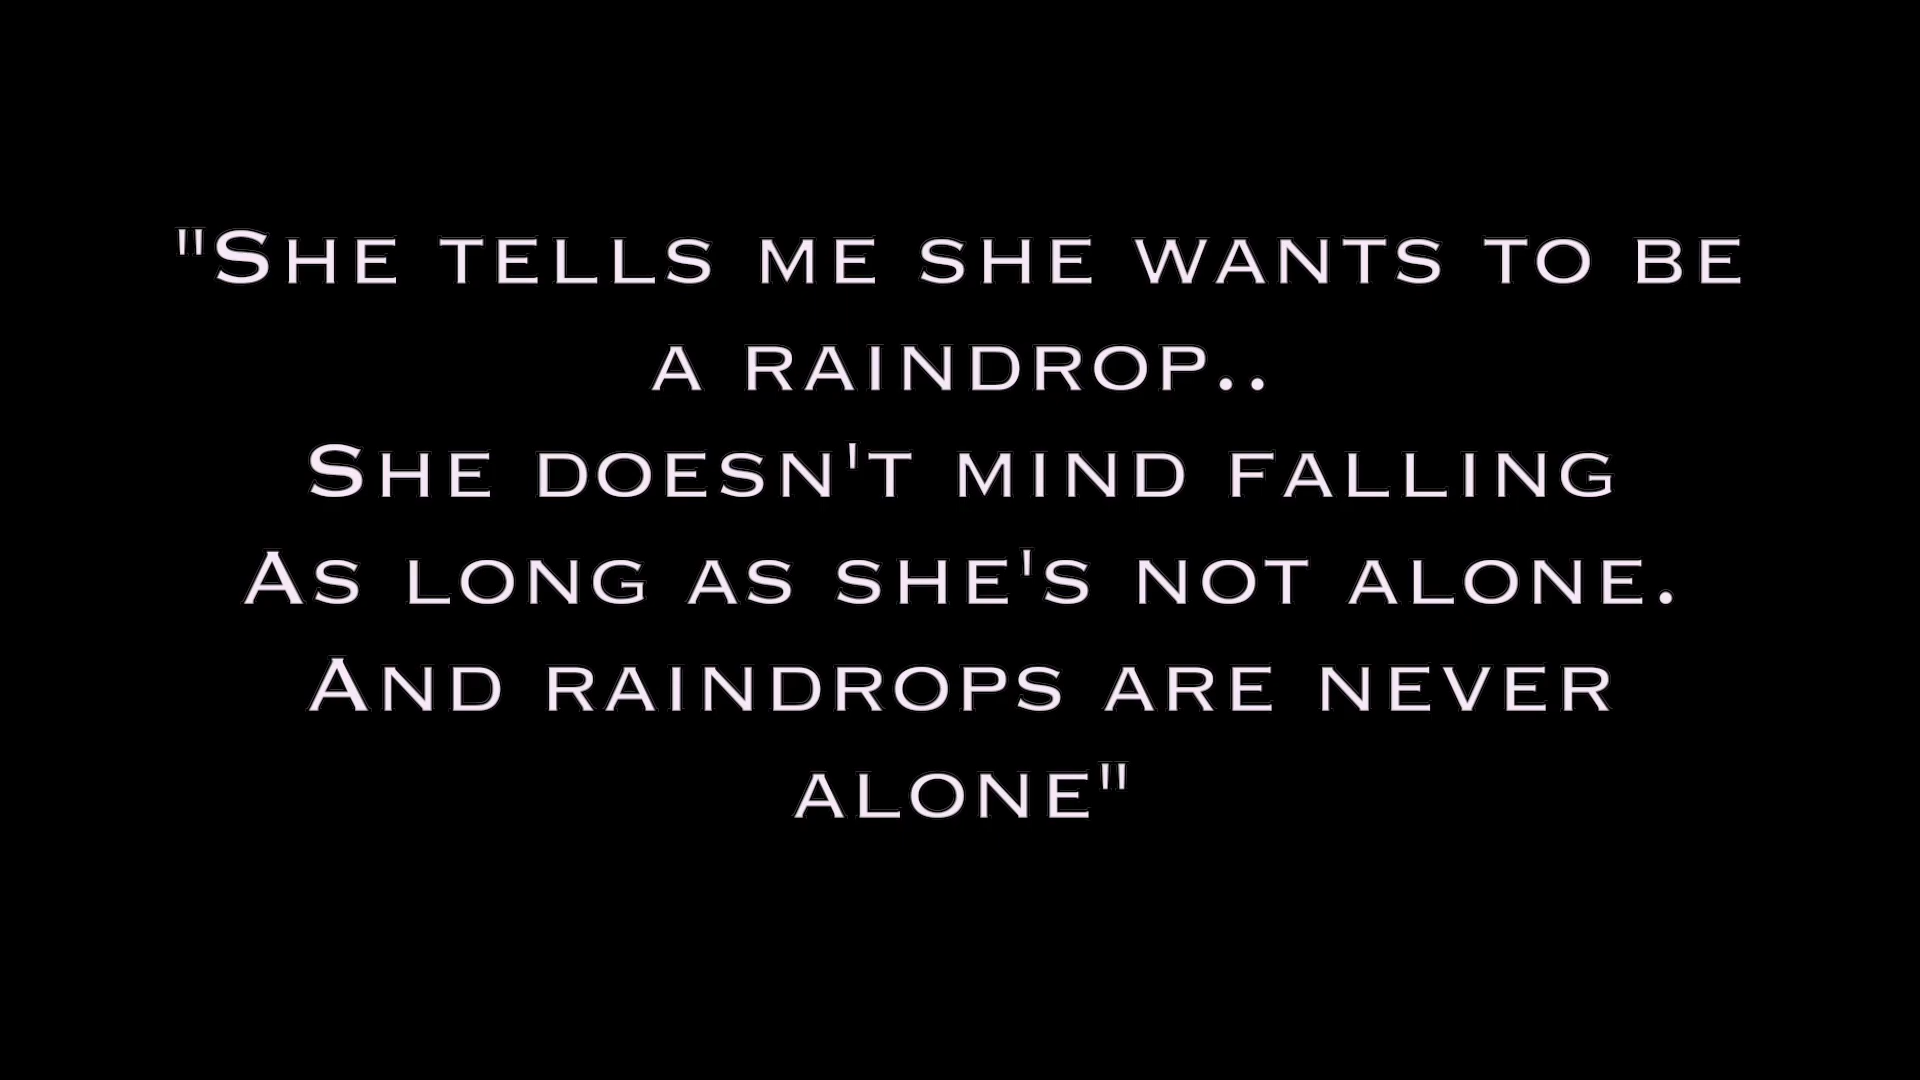 "She tells me she wants to be
a raindrop..
She doesn't mind falling
As long as she's not alone.
And raindrops are never
alone"